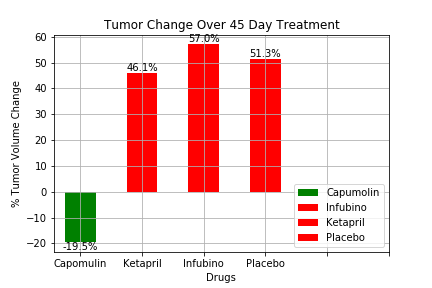 Tumor Change Over 45 Day Treatment
% Tumor Volume Change
60
50
40
30
20
10
0
−10
−20
46.1%
57.0%
51.3%
-19.5%
Capumolin
Infubino
Ketapril
Placebo
Capomulin Ketapril Infubino Placebo
Drugs